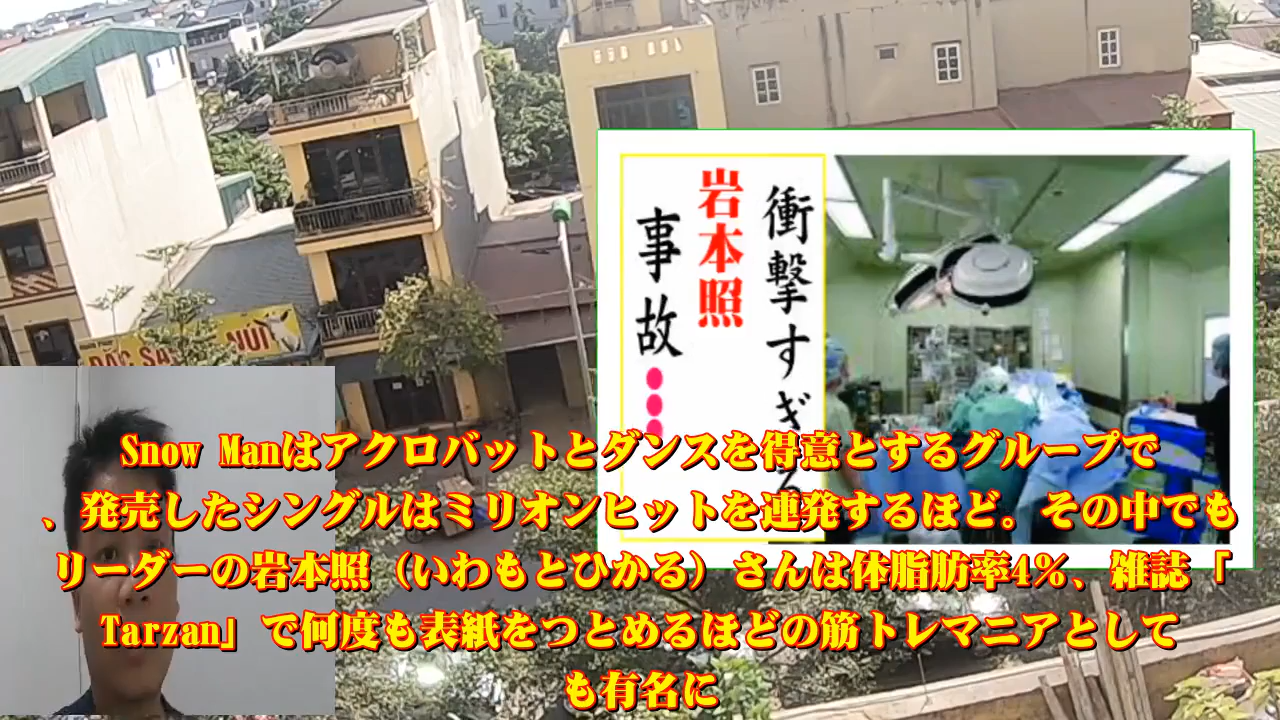 衝撃すぎる
岩本照
事故
ĐẶC SẢN
NÚI
Snow Manはアクロバットとダンスを得意とするグループで
、発売したシングルはミリオンヒットを連発するほど。その中でも
リーダーの岩本照（いわもとひかる）さんは体脂肪率4％、雑誌「
Tarzan」で何度も表紙をつとめるほどの筋トレマニアとして
も有名に